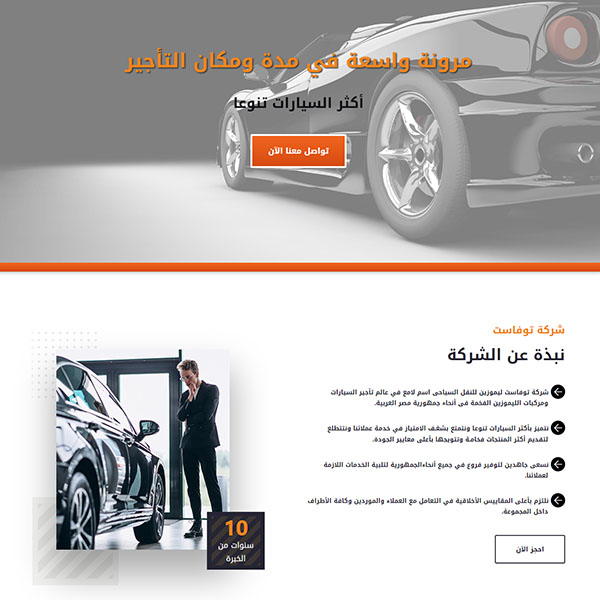 مرونة واسعة في مدة ومكان التأجير
أكثر السيارات تنوعا
تواصل معنا الآن
شركة توفاست
نبذة عن الشركة
شركة توفاست ليموزين للنقل السياحى اسم لامع في عالم تأجير السيارات
ومركبات الليموزين الفخمة فى أنحاء جمهورية مصر العربية.
نتميز بأكثر السيارات تنوعا ونتمتع بشغف الامتياز في خدمة عملائنا ونتطلع
لتقديم أكثر المنتجات فخامة وتتويجها بأعلى معايير الجودة.
نسعى جاهدين لتوفير فروع في جميع أنحاءالجمهورية لتلبية الخدمات اللازمة
لعملائنا.
نلتزم بأعلى المقاييس الأخلاقية في التعامل مع العملاء والموردين وكافة الأطراف
داخل المجموعة.
احجز الآن
10
سنوات من
الخبرة